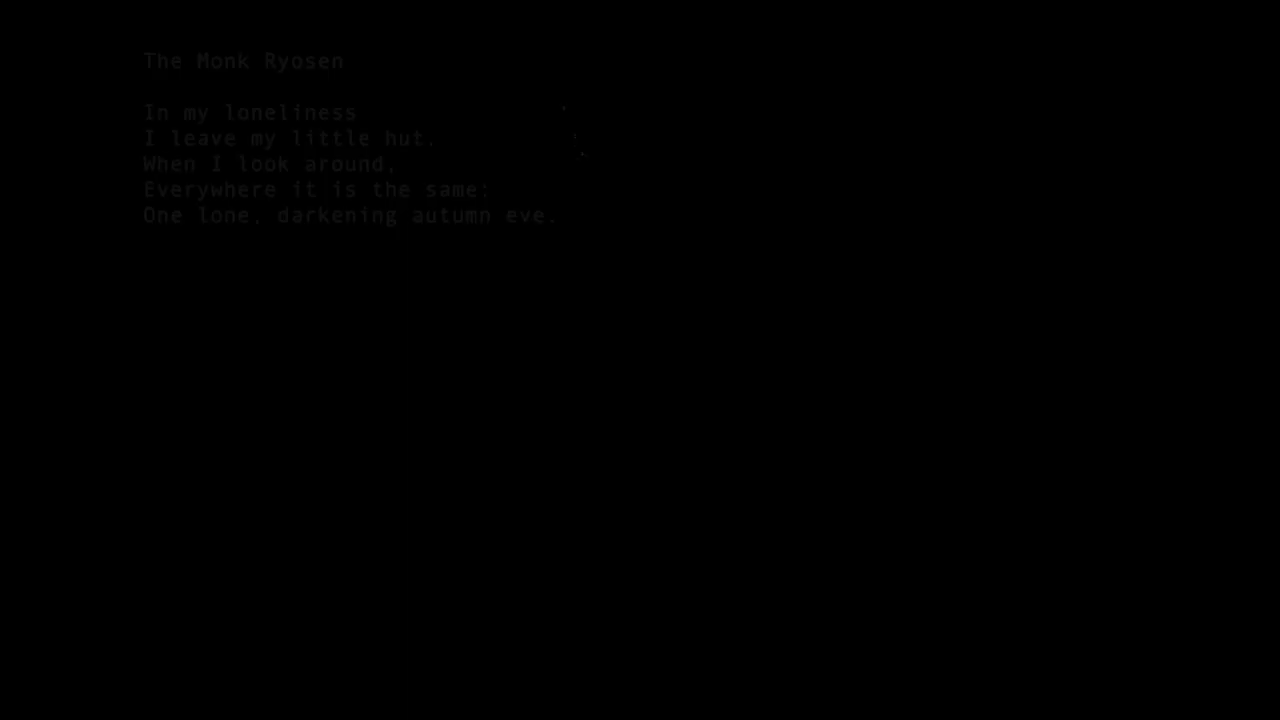 The Monk Ryosen
In my loneliness
I leave my little hut.
When I look around,
Everywhere it is the same:
One lone, darkening autumn eve.